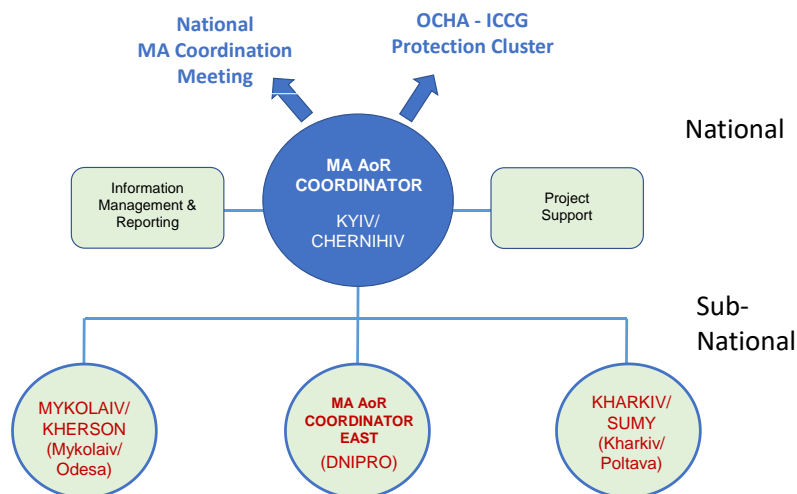 National
MA Coordination
Meeting
OCHA - ICCG
Protection Cluster
National
MA AoR
COORDINATOR
KYIV/
CHERNIHIV
Information
Management &
Reporting
Project
Support
Sub-
National
MYKOLAIV/
KHERSON
(Mykolaiv/
Odesa)
MA AoR
COORDINATOR
EAST
(DNIPRO)
KHARKIV/
SUMY
(Kharkiv/
Poltava)